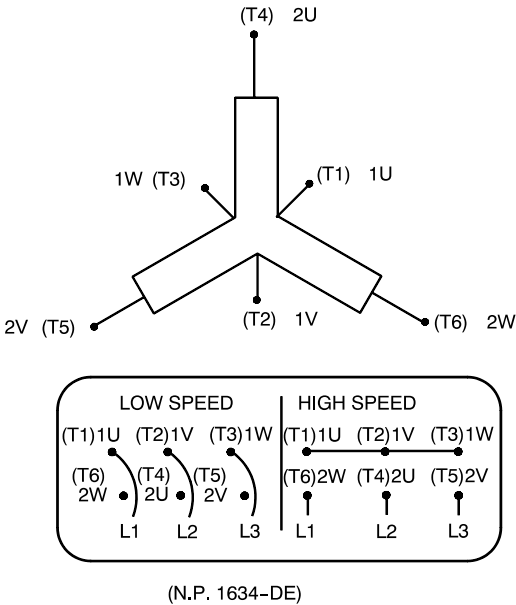 (T4) 2U
1W (T3)
(T1) 1U
2V (T5)
(T2) 1V
(T6) 2W
LOW SPEED
(T1)1U (T2)1V (T3)1W
(T6) (T4) (T5)
2W 2U 2V
L1 L2 L3
HIGH SPEED
(T1)1U (T2)1V (T3)1W
(T6)2W (T4)2U (T5)2V
L1 L2 L3
(N.P. 1634-DE)